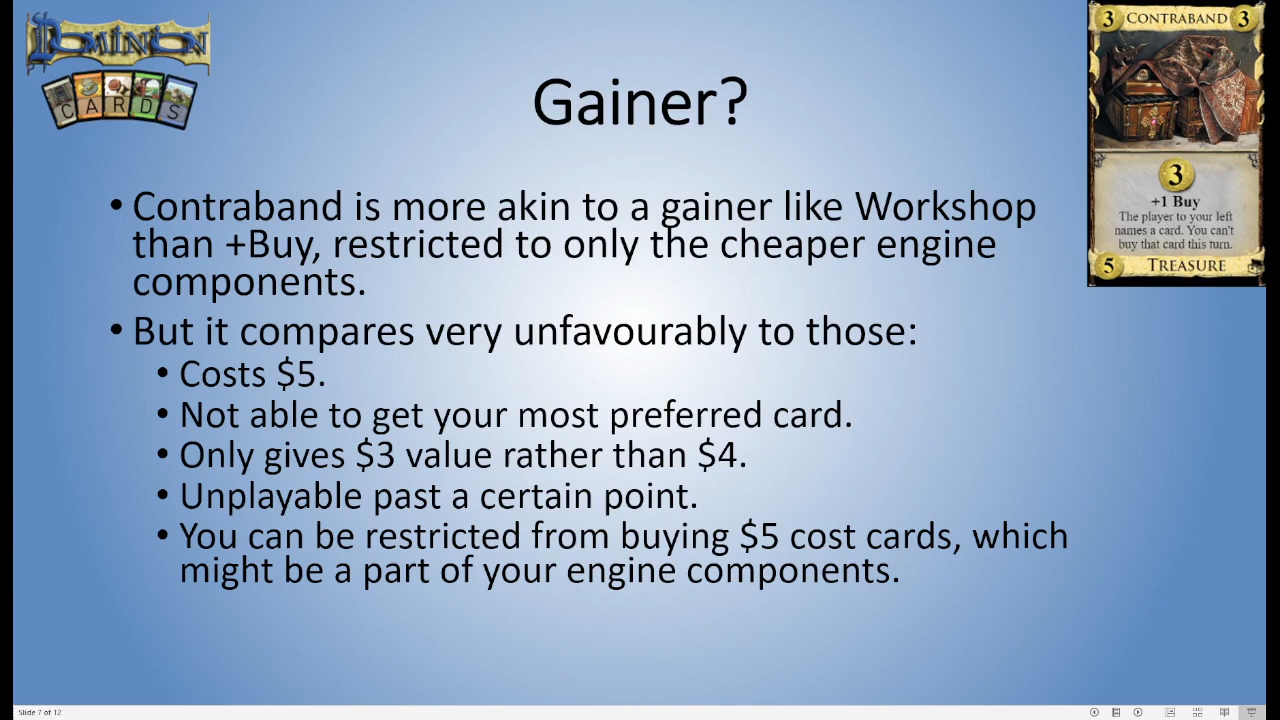 DOMINION
CARDS
Gainer?
3 CONTRABAND 3
3
+1 Buy
The player to your left
names a card. You can't
buy that card this turn.
5 TREASURE
• Contraband is more akin to a gainer like Workshop
than +Buy, restricted to only the cheaper engine
components.
• But it compares very unfavourably to those:
• Costs $5.
• Not able to get your most preferred card.
• Only gives $3 value rather than $4.
• Unplayable past a certain point.
• You can be restricted from buying $5 cost cards, which
might be a part of your engine components.
Slide 7 of 12